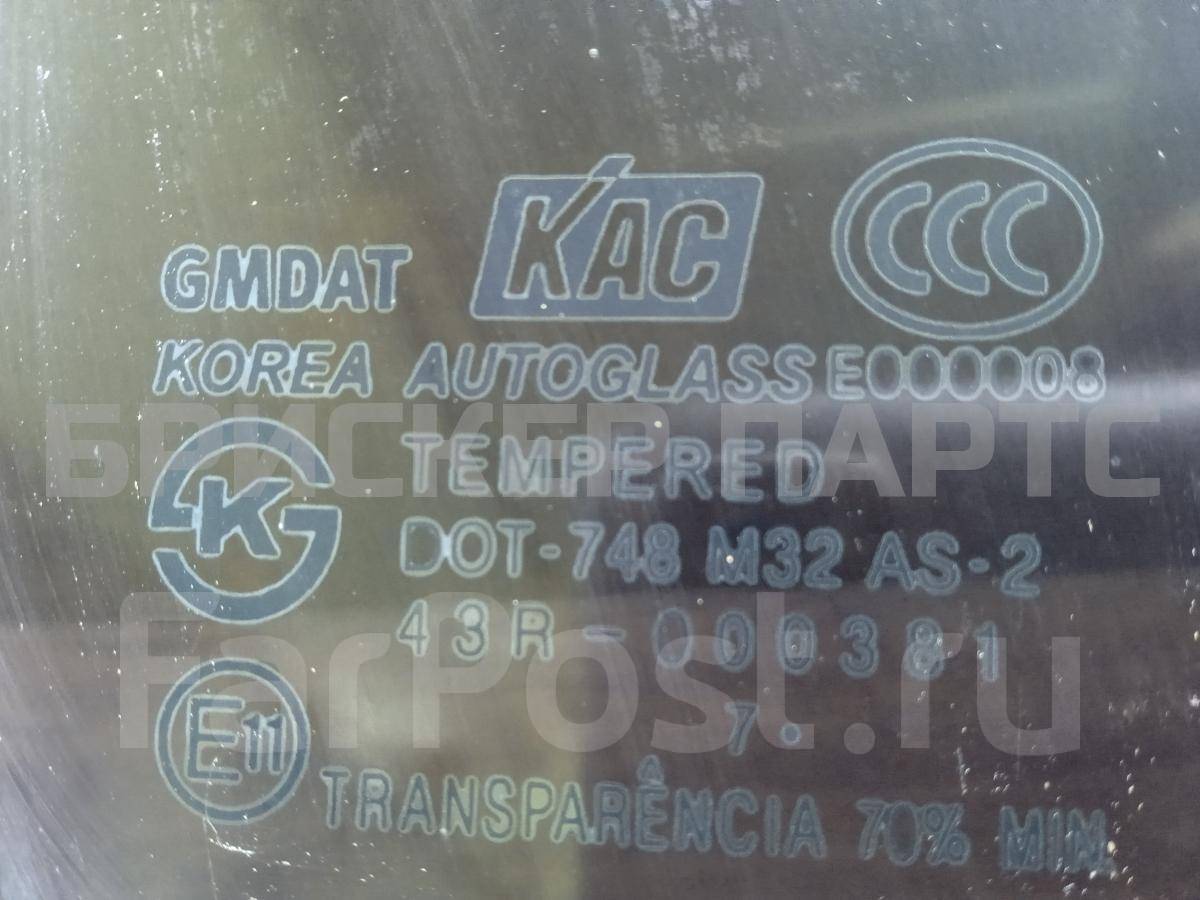 KAC
CCC
GMDAT
KOREA AUTOGLASS E000008
БРИСКЕР ПАРТС
TEMPERED
K
DOT-748 M32 AS-2
43R-000381
FarPost.ru
7.
E11
TRANSPARÊNCIA 70% MIN.